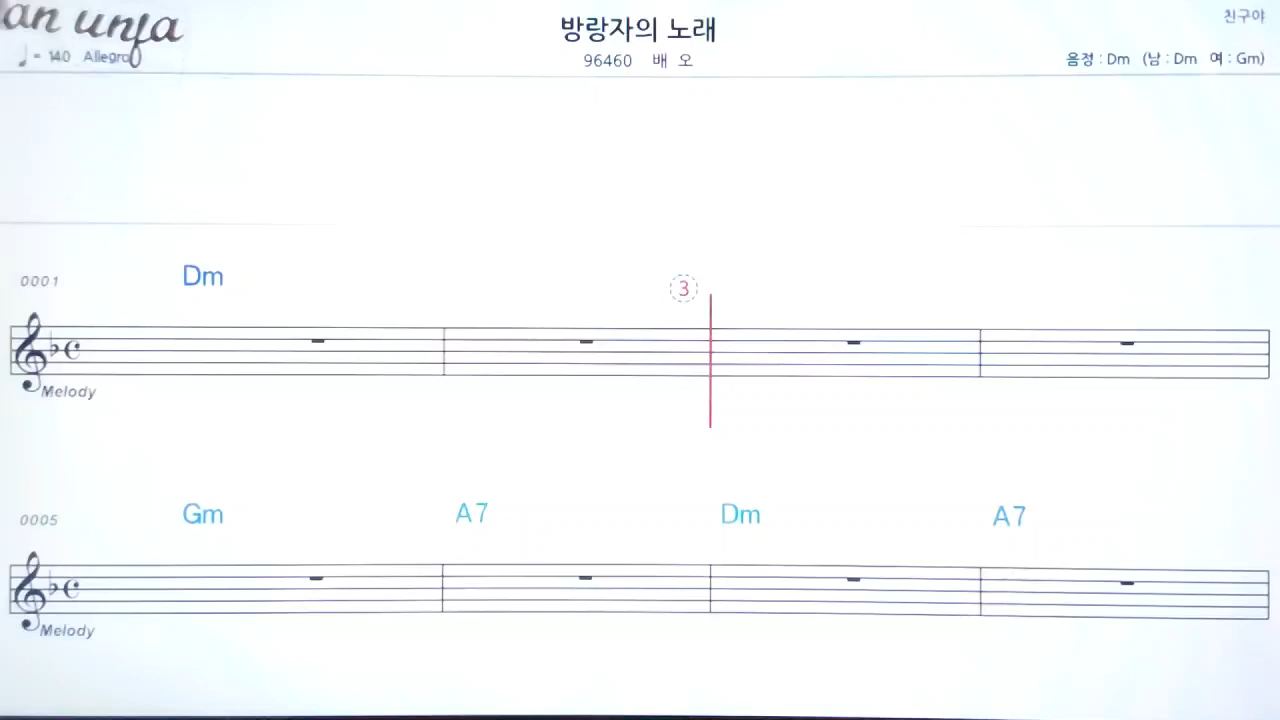 an unfa
♩= 140 Allegro
방랑자의 노래
96460 배 오
친구야
음정 : Dm (남 : Dm 여 : Gm)
0001 Dm
3
Melody
0005 Gm A7 Dm A7
Melody